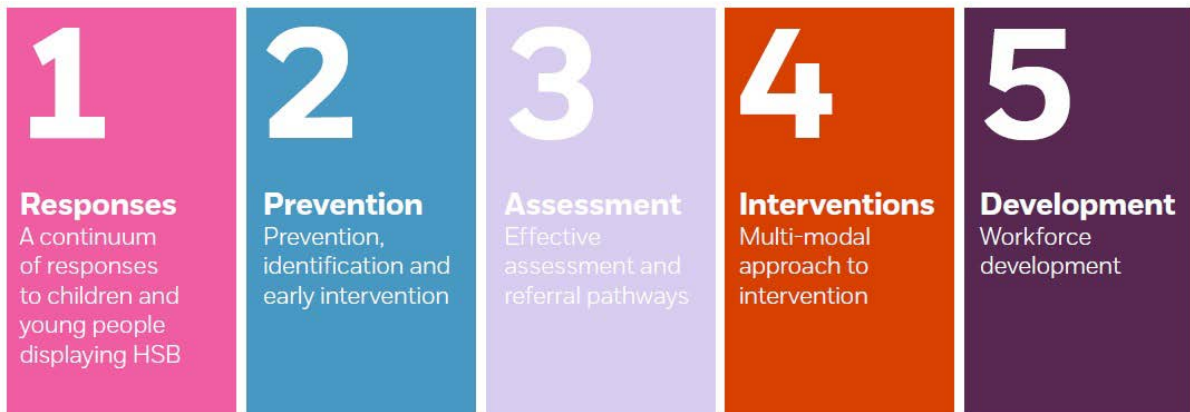 1
Responses
A continuum
of responses
to children and
young people
displaying HSB
2
Prevention
Prevention,
identification and
early intervention
3
Assessment
Effective
assessment and
referral pathways
4
Interventions
Multi-modal
approach to
intervention
5
Development
Workforce
development